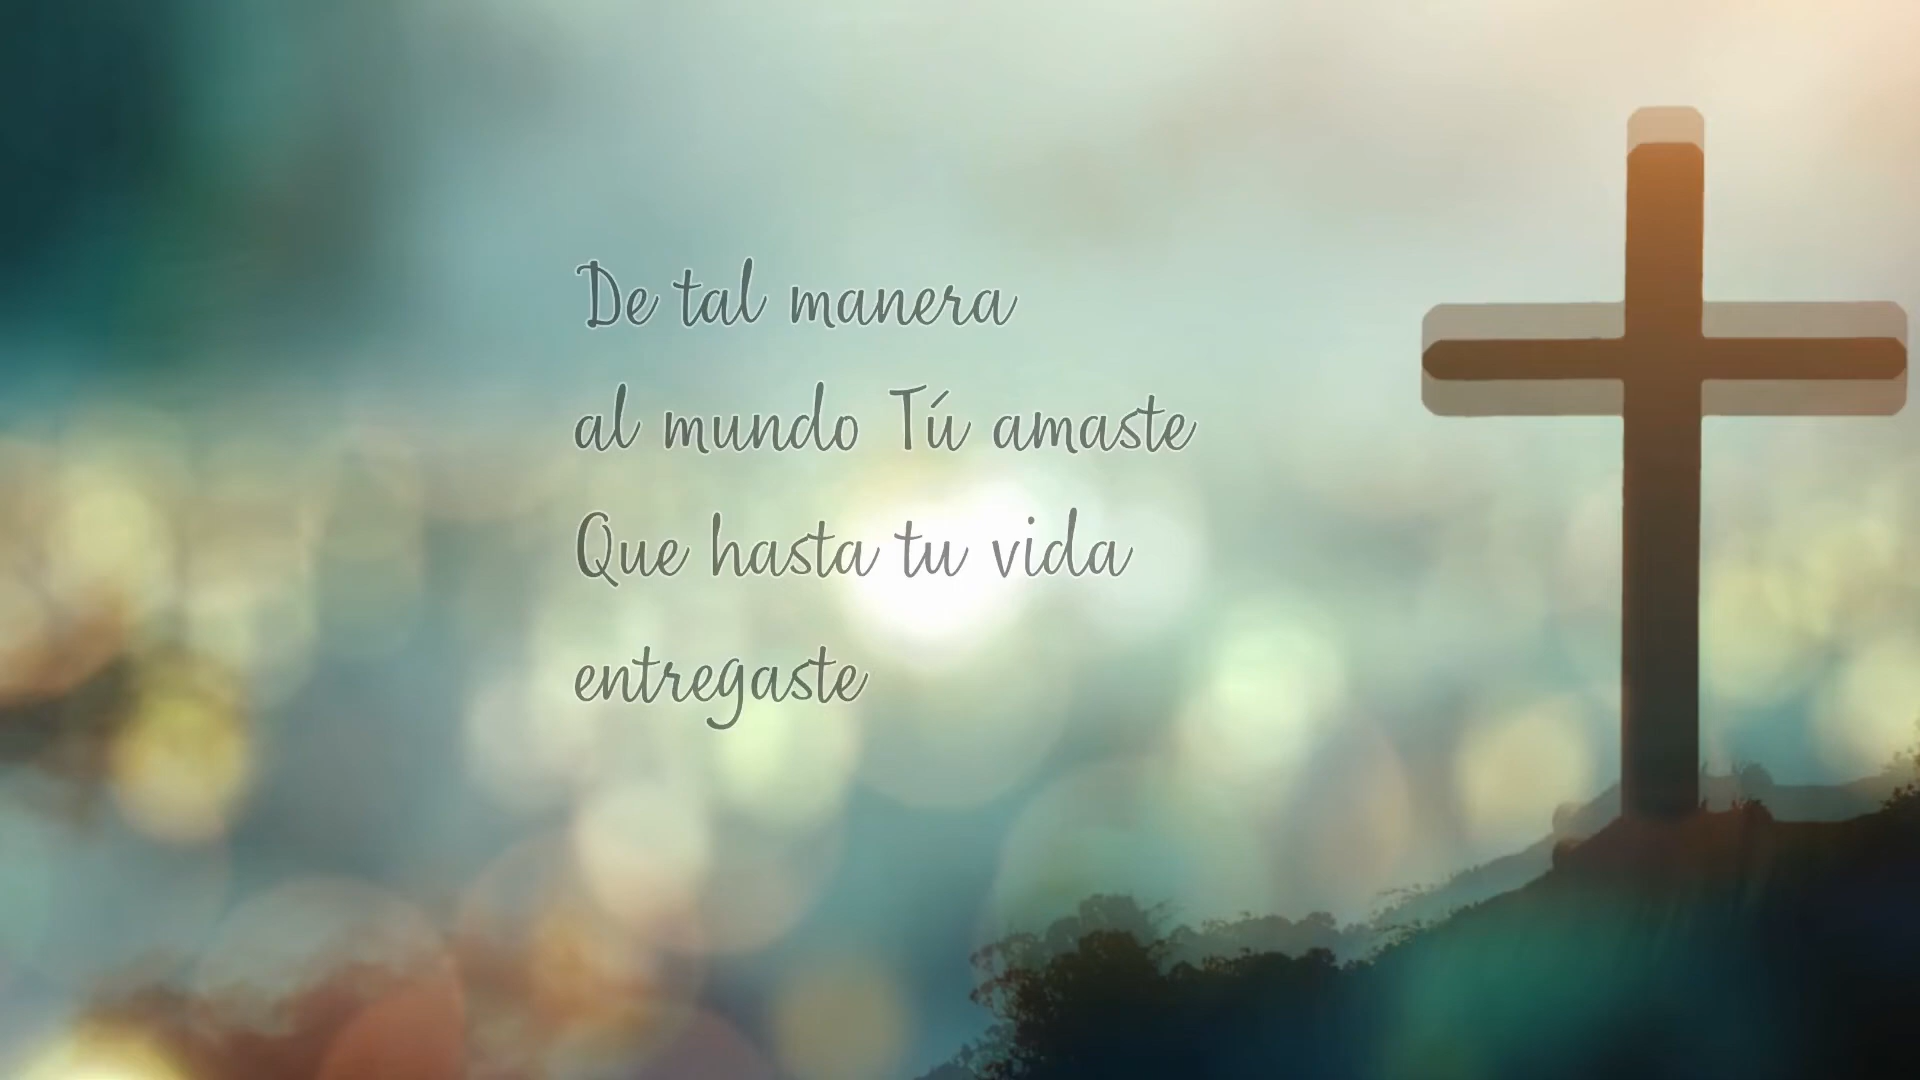 De tal manera
al mundo Tú amaste
Que hasta tu vida
entregaste